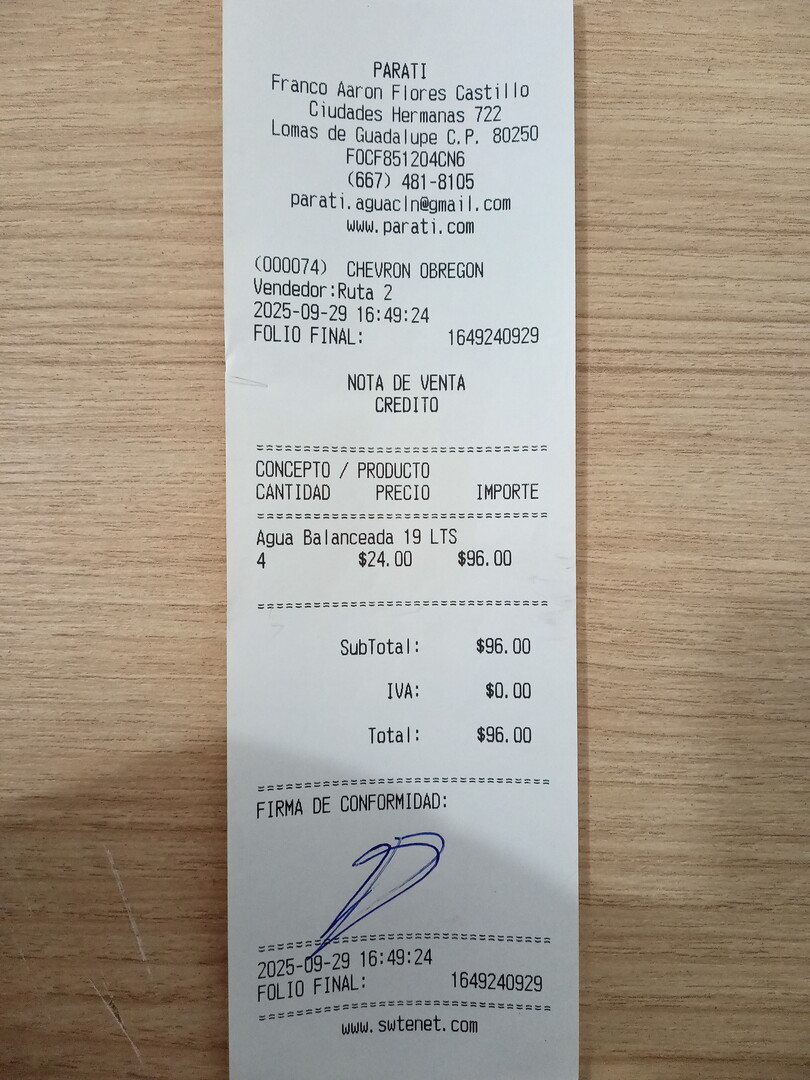 PARATI
Franco Aaron Flores Castillo
Ciudades Hermanas 722
Lomas de Guadalupe C.P. 80250
FOCF851204CN6
(667) 481-8105
parati.aguacln@gmail.com
www.parati.com
(000074) CHEVRON OBREGON
Vendedor:Ruta 2
2025-09-29 16:49:24
FOLIO FINAL: 1649240929
NOTA DE VENTA
CREDITO
CONCEPTO / PRODUCTO
CANTIDAD PRECIO IMPORTE
Agua Balanceada 19 LTS
4 $24.00 $96.00
SubTotal: $96.00
IVA: $0.00
Total: $96.00
FIRMA DE CONFORMIDAD:
2025-09-29 16:49:24
FOLIO FINAL: 1649240929
www.swtenet.com